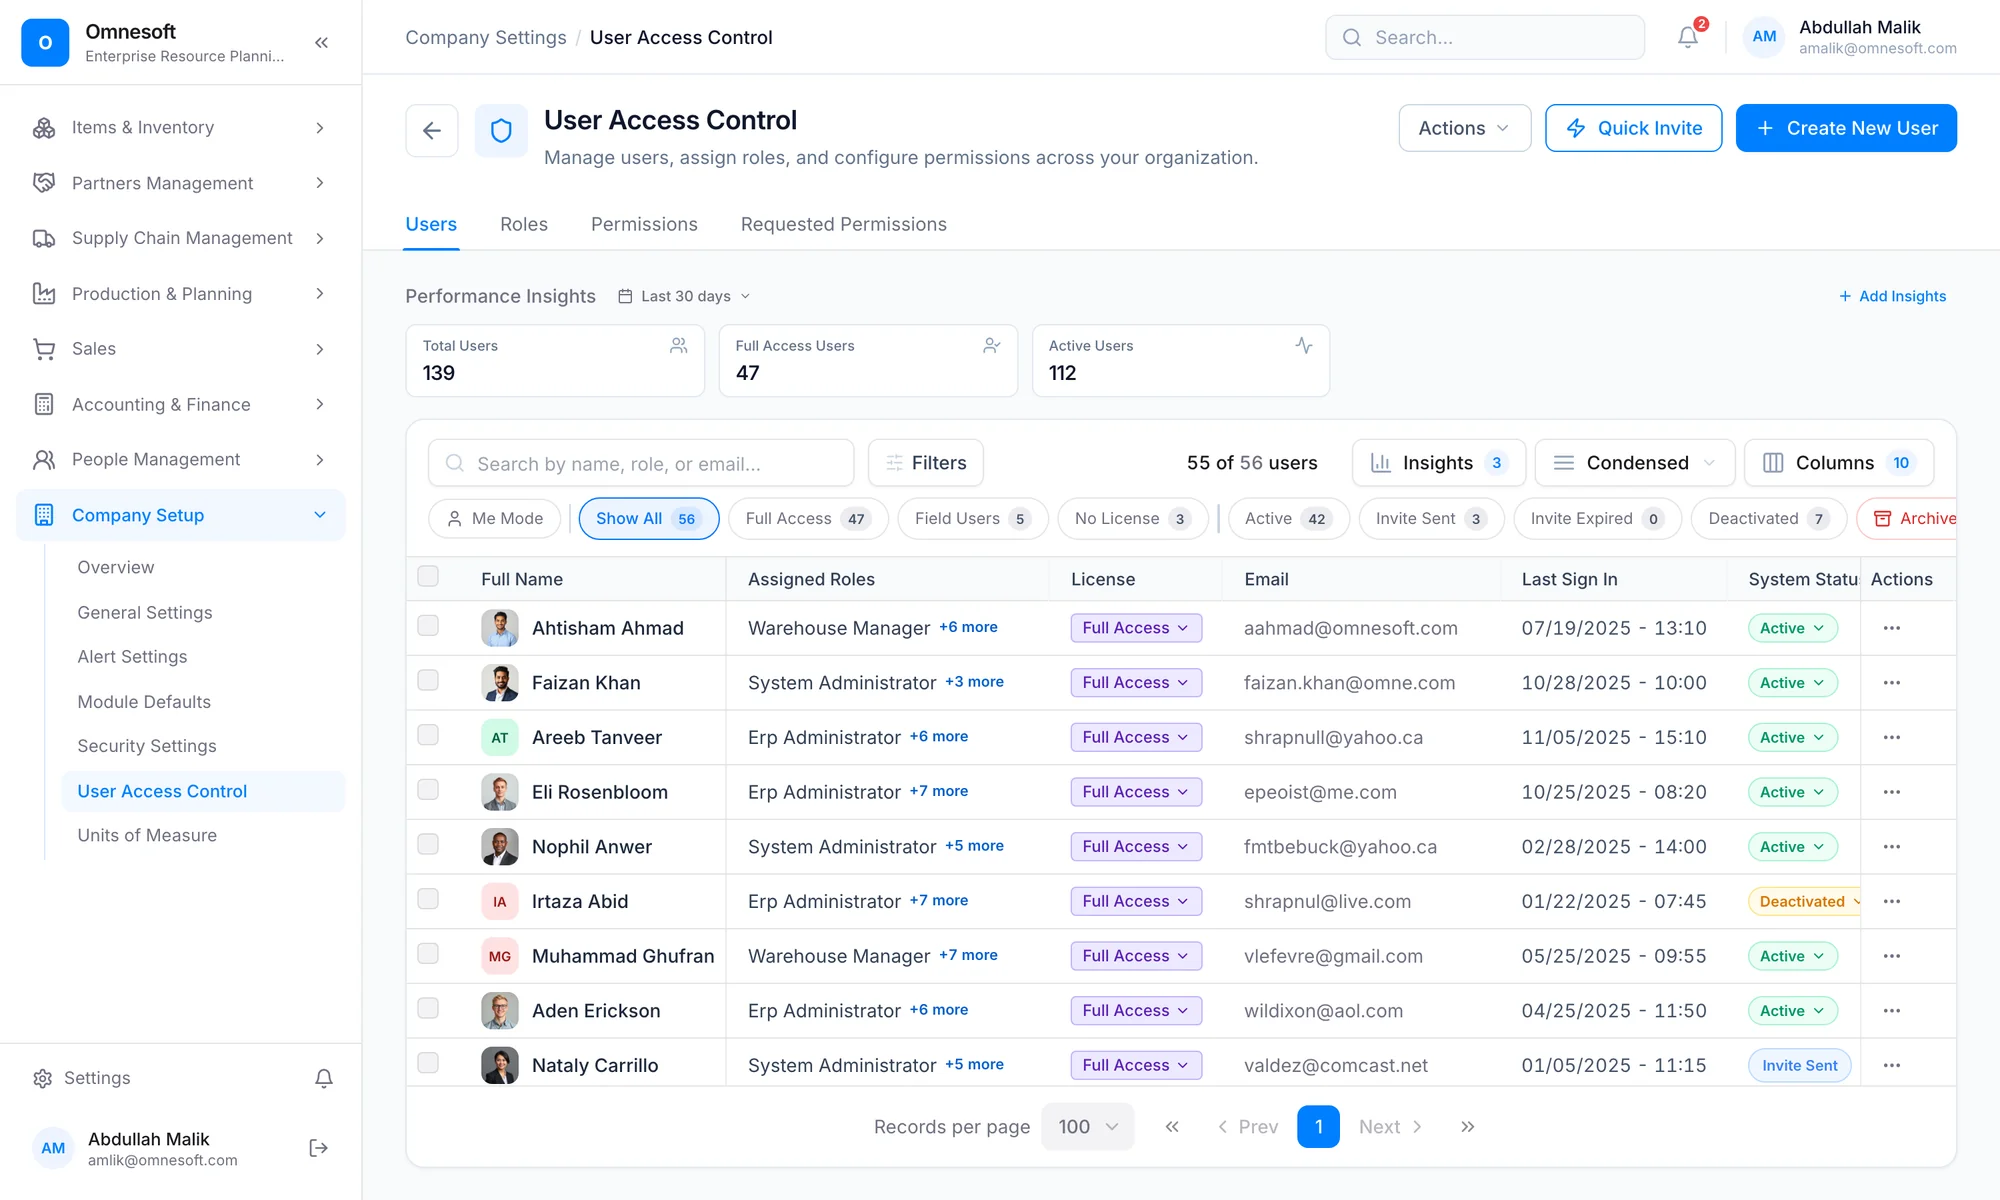 O
Omnesoft
Enterprise Resource Planni...
Items & Inventory
Partners Management
Supply Chain Management
Production & Planning
Sales
Accounting & Finance
People Management
Company Setup
Overview
General Settings
Alert Settings
Module Defaults
Security Settings
User Access Control
Units of Measure
Settings
AM
Abdullah Malik
amlik@omnesoft.com
Company Settings / User Access Control
Search...
2
AM
Abdullah Malik
amalik@omnesoft.com
User Access Control
Manage users, assign roles, and configure permissions across your organization.
Actions
Quick Invite
Create New User
Users Roles Permissions Requested Permissions
Performance Insights Last 30 days
+ Add Insights
Total Users
139
Full Access Users
47
Active Users
112
Search by name, role, or email...
Filters
55 of 56 users
Insights 3
Condensed
Columns 10
Me Mode
Show All 56
Full Access 47
Field Users 5
No License 3
Active 42
Invite Sent 3
Invite Expired 0
Deactivated 7
Archive
Full Name Assigned Roles License Email Last Sign In System Statu Actions
Ahtisham Ahmad Warehouse Manager +6 more Full Access aahmad@omnesoft.com 07/19/2025 - 13:10 Active
Faizan Khan System Administrator +3 more Full Access faizan.khan@omne.com 10/28/2025 - 10:00 Active
AT Areeb Tanveer Erp Administrator +6 more Full Access shrapnull@yahoo.ca 11/05/2025 - 15:10 Active
Eli Rosenbloom Erp Administrator +7 more Full Access epeoist@me.com 10/25/2025 - 08:20 Active
Nophil Anwer System Administrator +5 more Full Access fmtbebuck@yahoo.ca 02/28/2025 - 14:00 Active
IA Irtaza Abid Erp Administrator +7 more Full Access shrapnul@live.com 01/22/2025 - 07:45 Deactivated
MG Muhammad Ghufran Warehouse Manager +7 more Full Access vlefevre@gmail.com 05/25/2025 - 09:55 Active
Aden Erickson Erp Administrator +6 more Full Access wildixon@aol.com 04/25/2025 - 11:50 Active
Nataly Carrillo System Administrator +5 more Full Access valdez@comcast.net 01/05/2025 - 11:15 Invite Sent
Records per page 100 Prev 1 Next